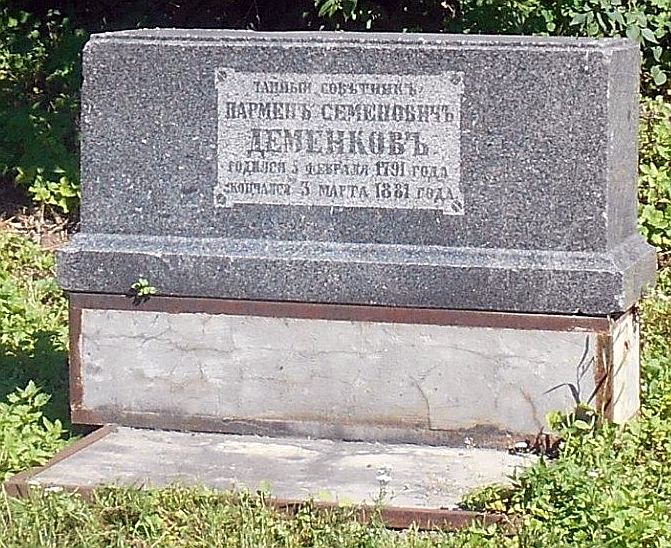 ТАЙНЫЙ СОВѢТНИКЪ
ПАРМЕНЪ СЕМЕНОВИЧЪ
ДЕМЕНКОВЪ
РОДИЛСЯ 3 ФЕВРАЛЯ 1791 ГОДА
СКОНЧАЛСЯ 3 МАРТА 1881 ГОДА